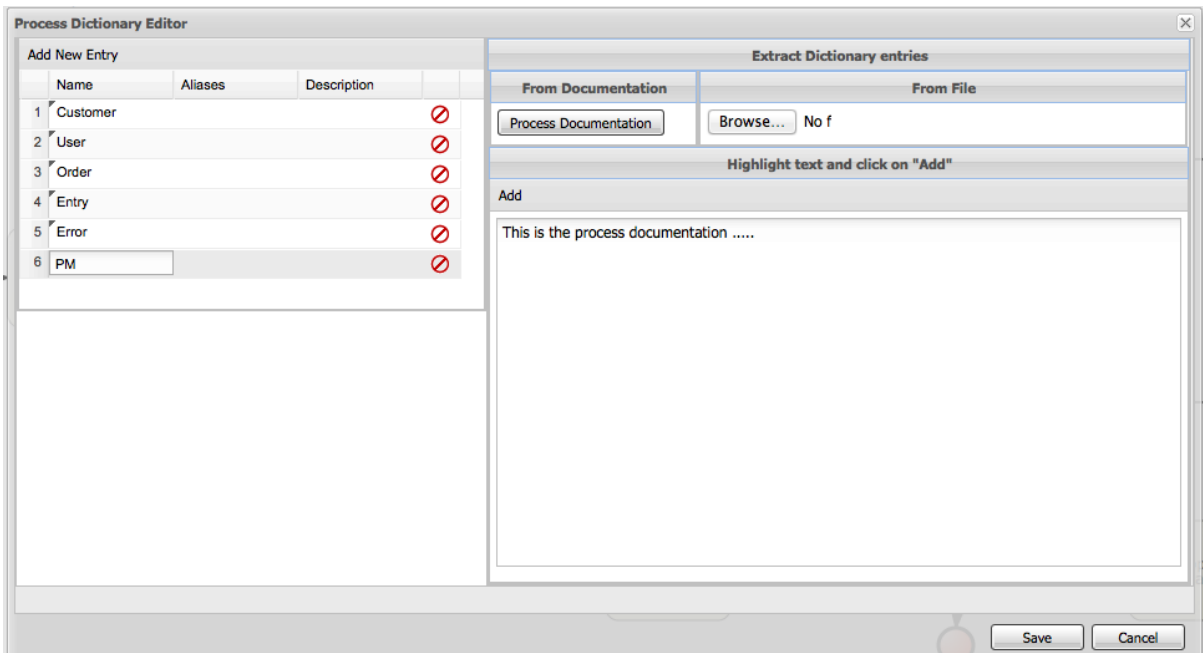 Process Dictionary Editor
Add New Entry
Name Aliases Description
1 Customer
2 User
3 Order
4 Entry
5 Error
6 PM
Extract Dictionary entries
From Documentation From File
Process Documentation Browse... No f
Highlight text and click on "Add"
Add
This is the process documentation .....
Save Cancel